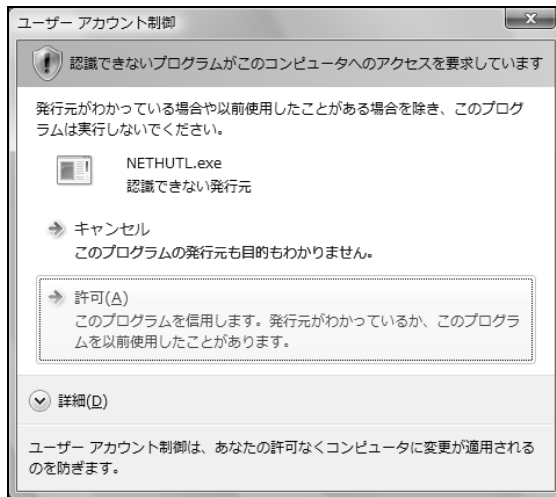 ユーザー アカウント制御
認識できないプログラムがこのコンピュータへのアクセスを要求しています
発行元がわかっている場合や以前使用したことがある場合を除き、このプログ
ラムは実行しないでください。
NETHUTL.exe
認識できない発行元
キャンセル
このプログラムの発行元も目的もわかりません。
許可(A)
このプログラムを信用します。発行元がわかっているか、このプログラ
ムを以前使用したことがあります。
詳細(D)
ユーザー アカウント制御は、あなたの許可なくコンピュータに変更が適用される
のを防ぎます。